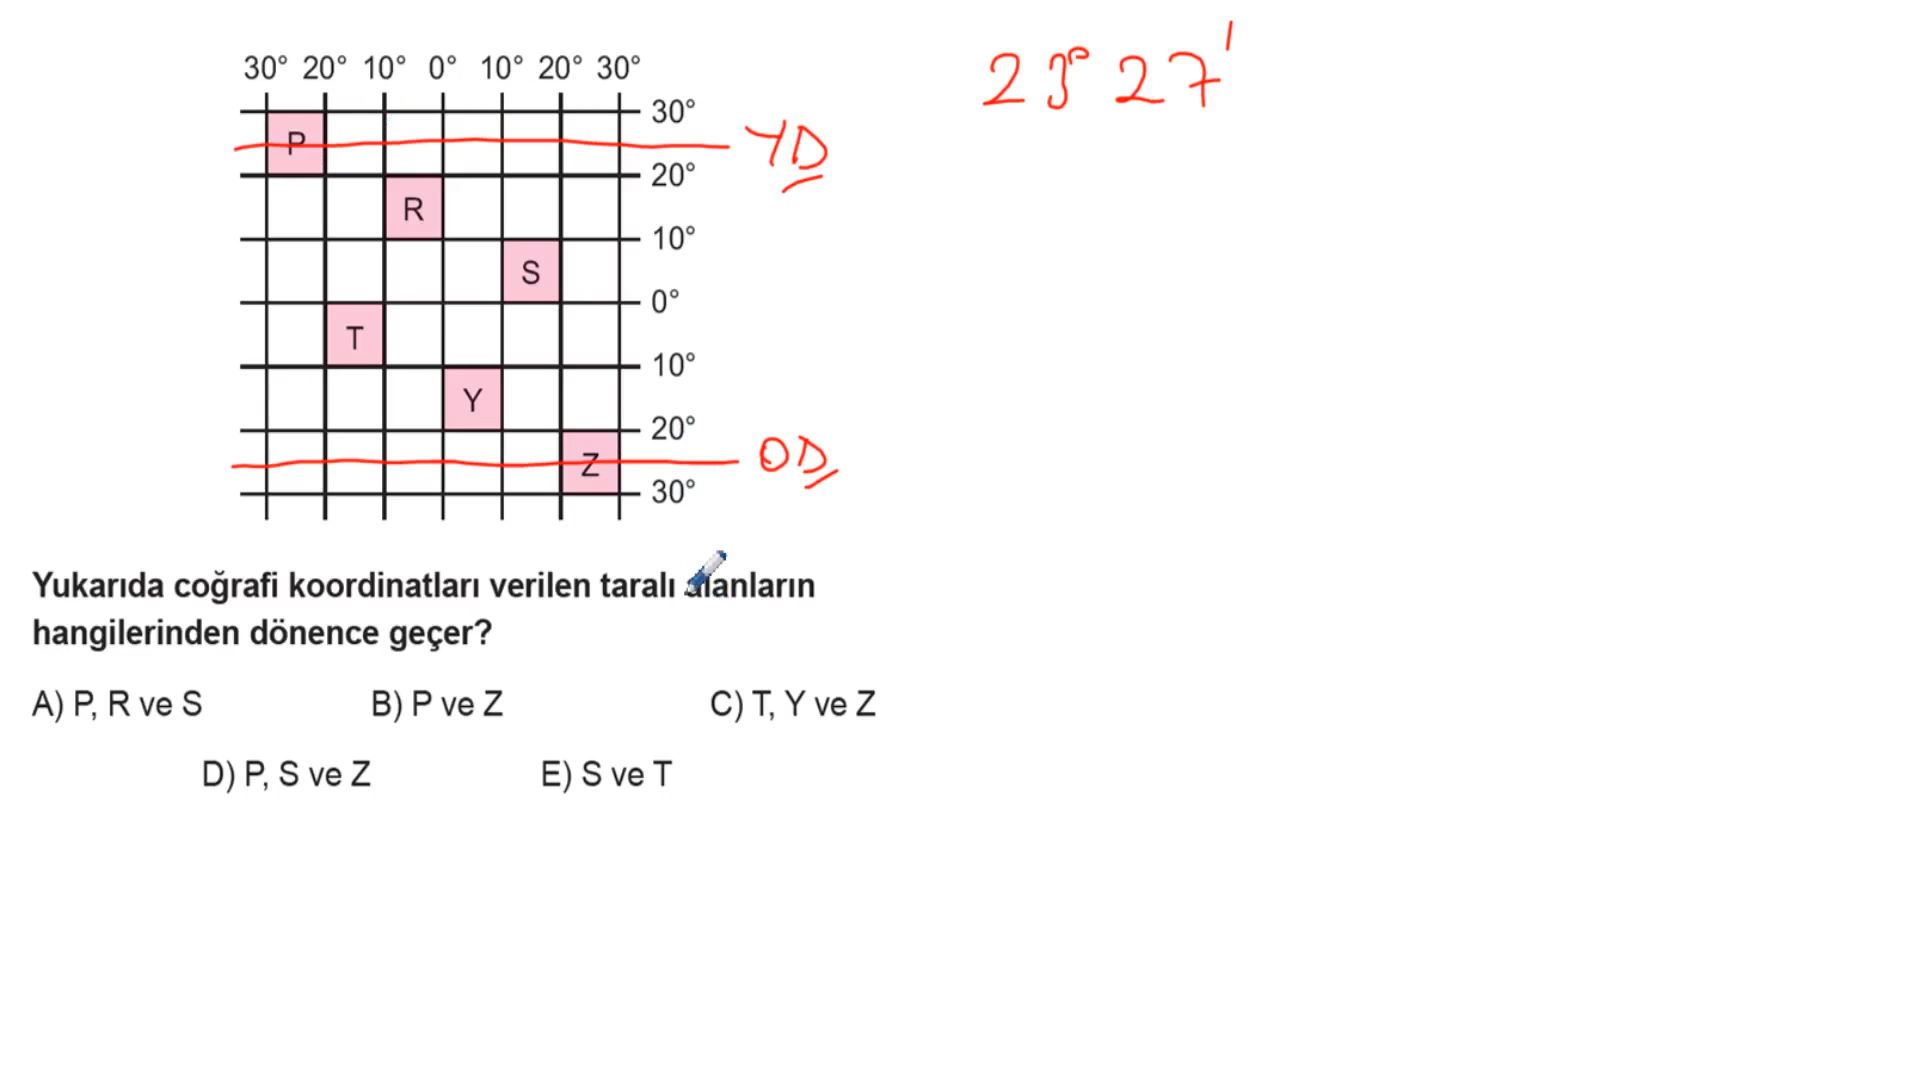 23° 27'
30° 20° 10° 0° 10° 20° 30°
30°
P
YD
20°
R
10°
S
0°
T
10°
Y
20°
OD
Z
30°
Yukarıda coğrafi koordinatları verilen taralı alanların
hangilerinden dönence geçer?
A) P, R ve S B) P ve Z C) T, Y ve Z
D) P, S ve Z E) S ve T